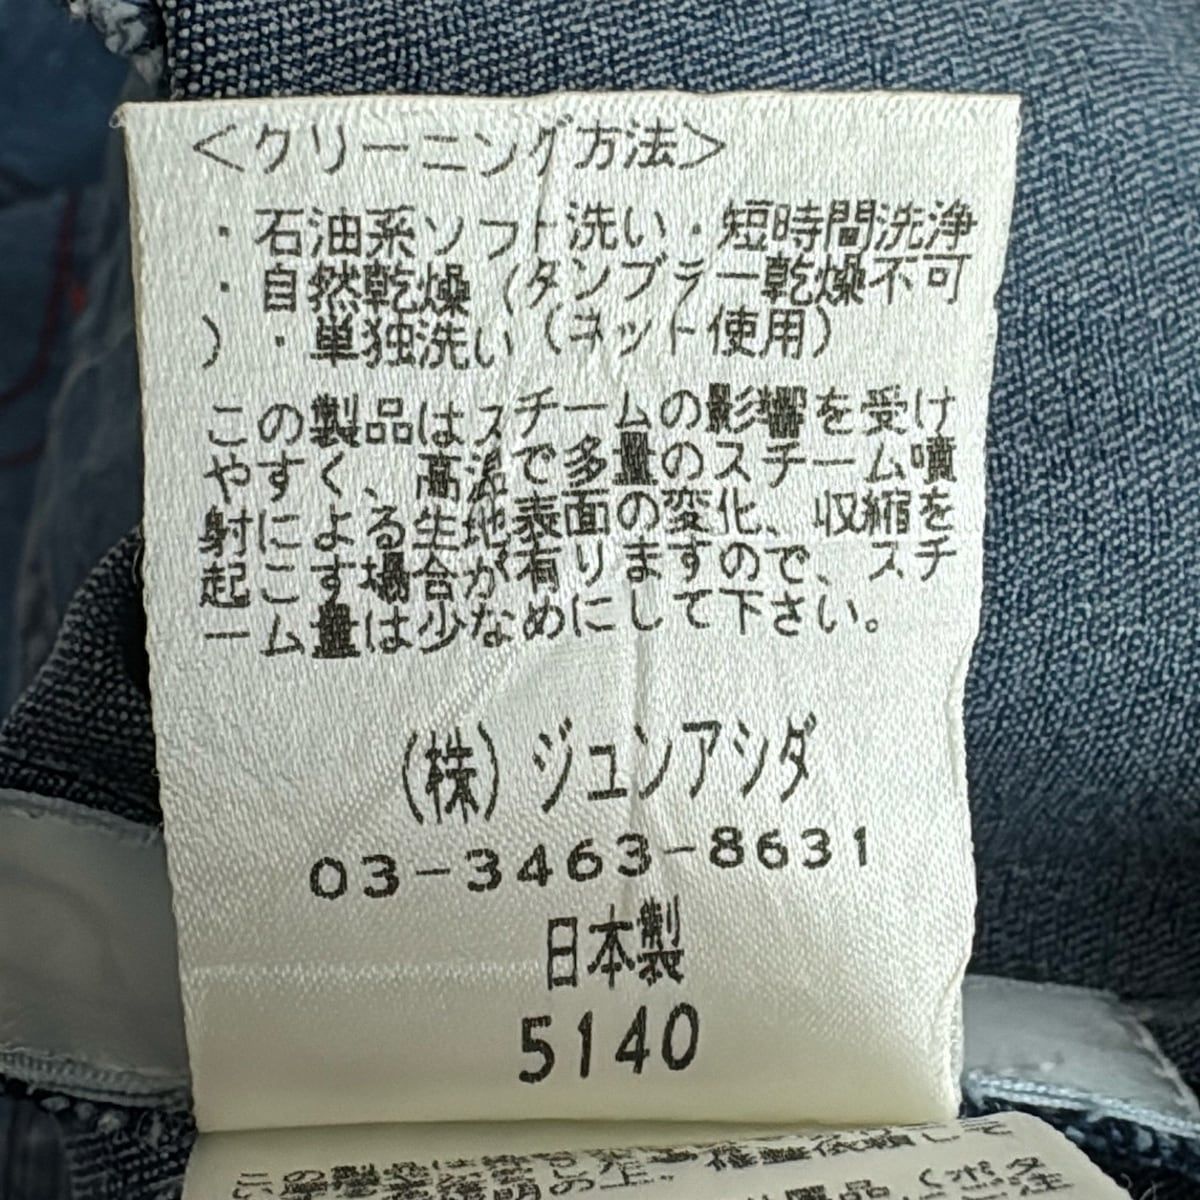 ＜クリーニング方法＞
・石油系ソフト洗い・短時間洗浄
・自然乾燥（タンブラー乾燥不可
）・単独洗い（ネット使用）
この製品はスチームの影響を受け
やすく、高温で多量のスチーム噴
射による生地表面の変化、収縮を
起こす場合が有りますので、スチ
ーム量は少なめにして下さい。
（株）ジュンアシダ
03-3463-8631
日本製
5140